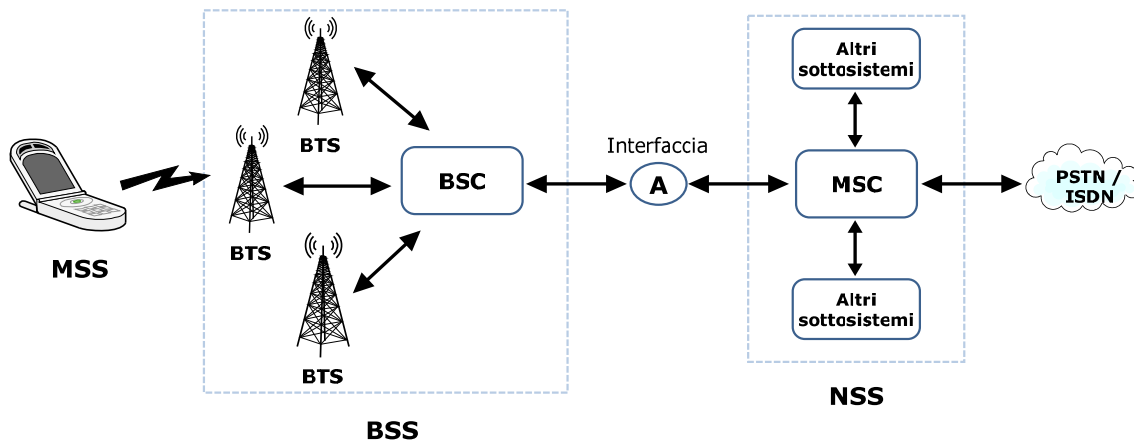 MSS
BTS
BTS
BTS
BSC
BSS
Interfaccia
A
Altri
sottosistemi
MSC
Altri
sottosistemi
NSS
PSTN /
ISDN